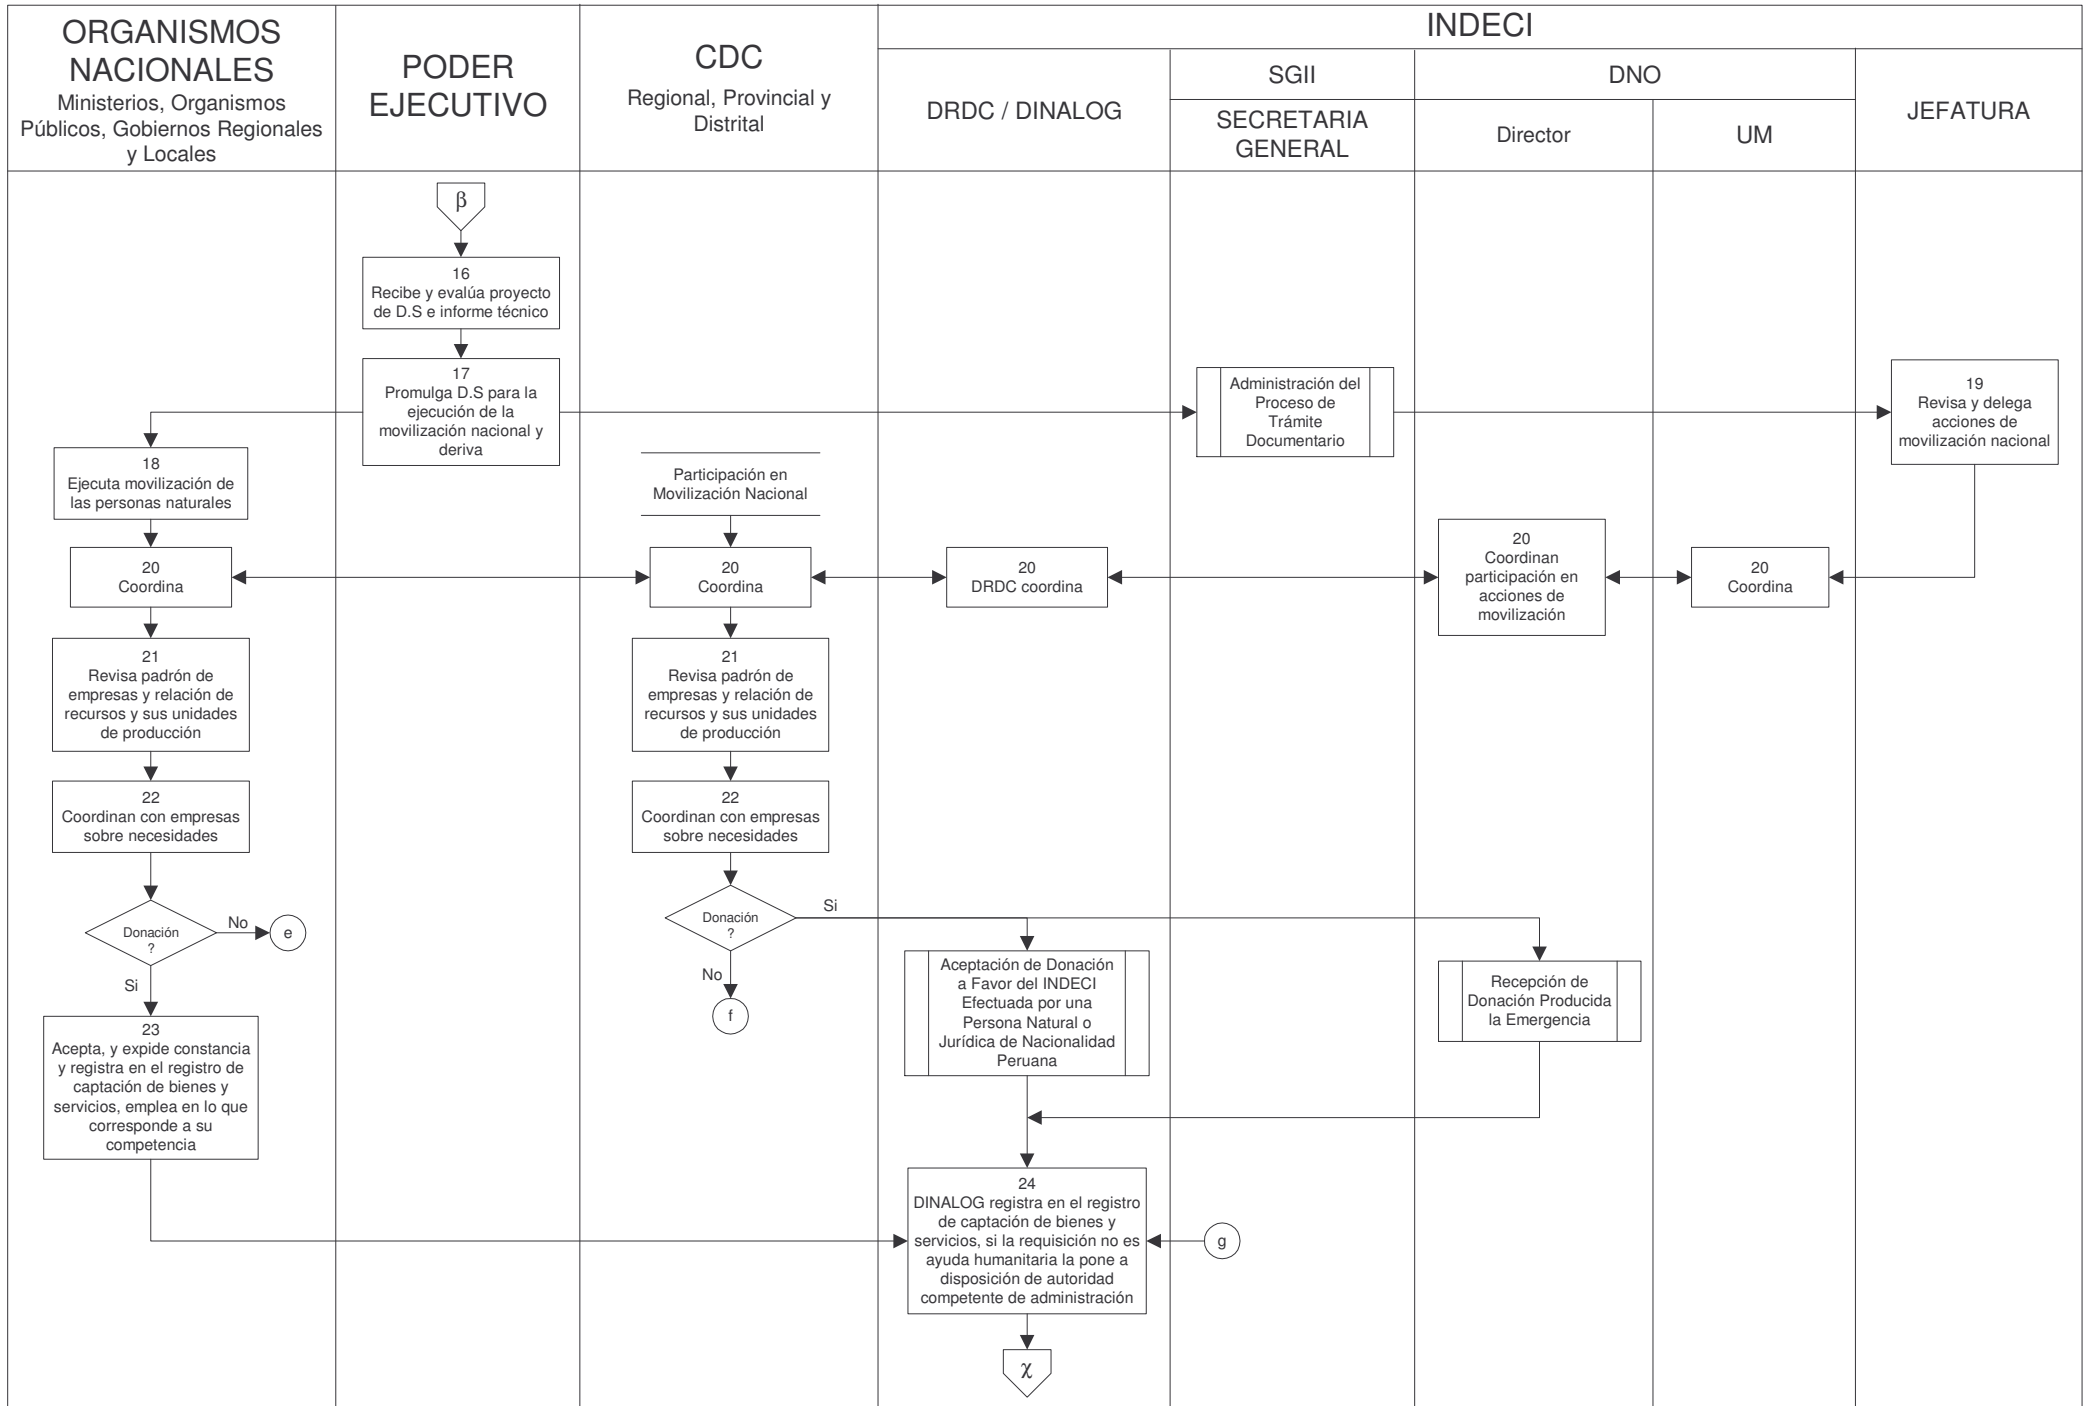 ORGANISMOS
NACIONALES
Ministerios, Organismos
Públicos, Gobiernos Regionales
y Locales
PODER
EJECUTIVO
CDC
Regional, Provincial y
Distrital
INDECI
DRDC / DINALOG
SGII
SECRETARIA
GENERAL
DNO
Director
UM
JEFATURA
β
16
Recibe y evalúa proyecto
de D.S e informe técnico
17
Promulga D.S para la
ejecución de la
movilización nacional y
deriva
Administración del
Proceso de
Trámite
Documentario
19
Revisa y delega
acciones de
movilización nacional
18
Ejecuta movilización de
las personas naturales
Participación en
Movilización Nacional
20
Coordina
20
Coordina
20
DRDC coordina
20
Coordinan
participación en
acciones de
movilización
20
Coordina
21
Revisa padrón de
empresas y relación de
recursos y sus unidades
de producción
21
Revisa padrón de
empresas y relación de
recursos y sus unidades
de producción
22
Coordinan con empresas
sobre necesidades
22
Coordinan con empresas
sobre necesidades
Donación
?
No
e
Si
Donación
?
Si
No
f
Aceptación de Donación
a Favor del INDECI
Efectuada por una
Persona Natural o
Jurídica de Nacionalidad
Peruana
Recepción de
Donación Producida
la Emergencia
23
Acepta, y expide constancia
y registra en el registro de
captación de bienes y
servicios, emplea en lo que
corresponde a su
competencia
24
DINALOG registra en el registro
de captación de bienes y
servicios, si la requisición no es
ayuda humanitaria la pone a
disposición de autoridad
competente de administración
g
χ